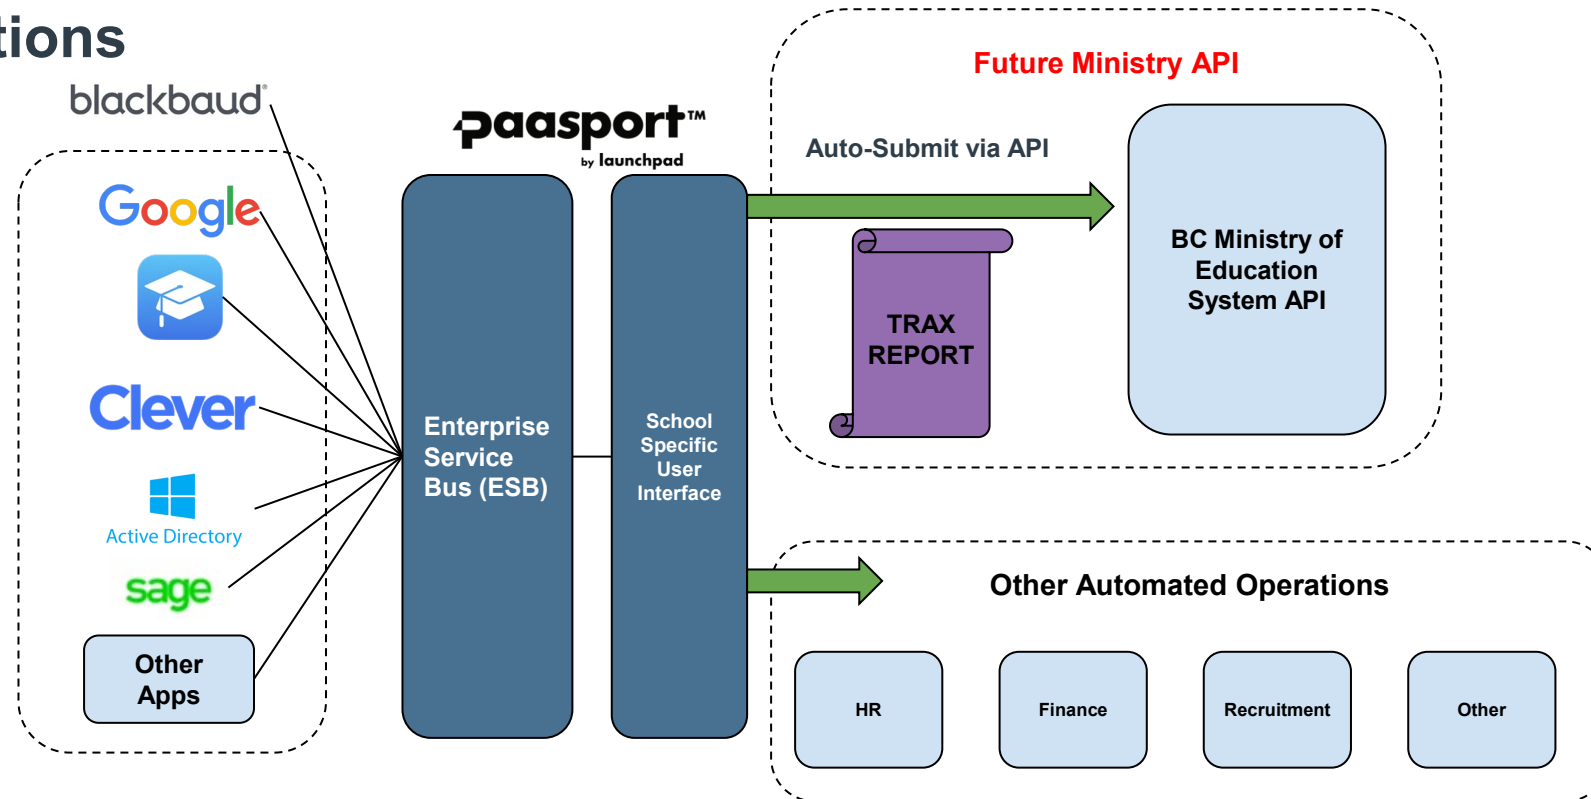 tions
blackbaud®
Google
Clever
Active Directory
sage
Other
Apps
paasport™
by launchpad
Enterprise
Service
Bus (ESB)
School
Specific
User
Interface
Future Ministry API
Auto-Submit via API
TRAX
REPORT
BC Ministry of
Education
System API
Other Automated Operations
HR
Finance
Recruitment
Other